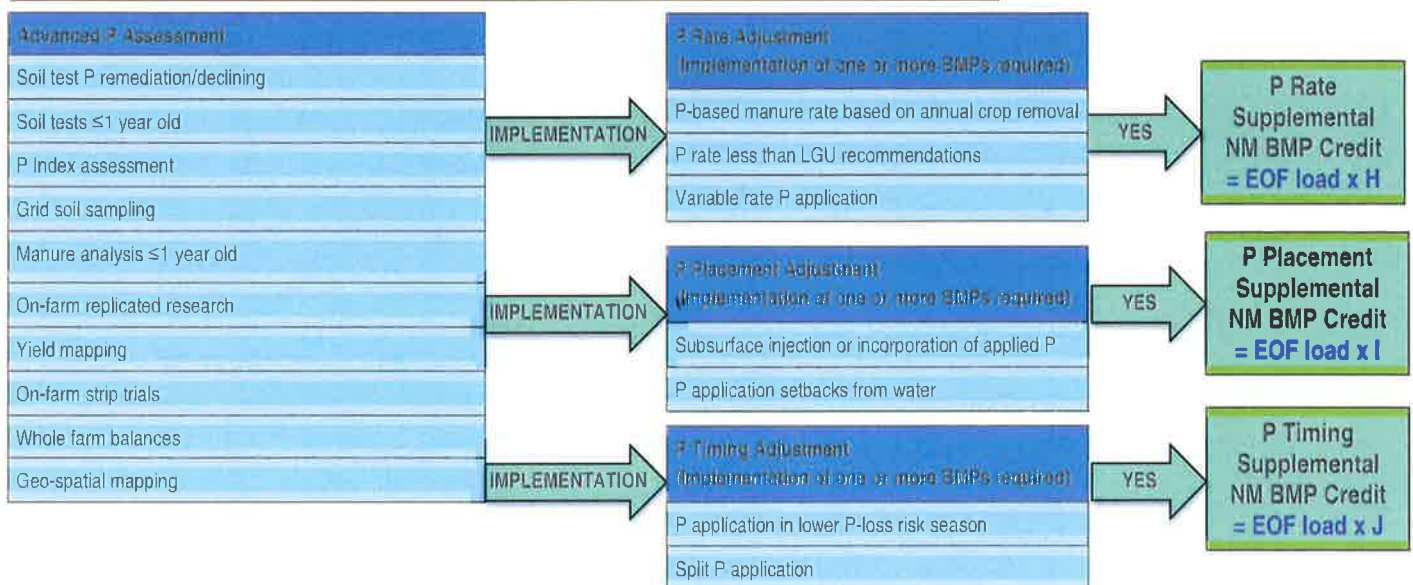 Advanced P Assessment
Soil test P remediation/declining
Soil tests ≤1 year old
P Index assessment
Grid soil sampling
Manure analysis ≤1 year old
On-farm replicated research
Yield mapping
On-farm strip trials
Whole farm balances
Geo-spatial mapping
IMPLEMENTATION
P Rate Adjustment
(Implementation of one or more BMPs required)
P-based manure rate based on annual crop removal
P rate less than LGU recommendations
Variable rate P application
YES
P Rate
Supplemental
NM BMP Credit
= EOF load x H
IMPLEMENTATION
P Placement Adjustment
(Implementation of one or more BMPs required)
Subsurface injection or incorporation of applied P
P application setbacks from water
YES
P Placement
Supplemental
NM BMP Credit
= EOF load x I
IMPLEMENTATION
P Timing Adjustment
(Implementation of one or more BMPs required)
P application in lower P-loss risk season
Split P application
YES
P Timing
Supplemental
NM BMP Credit
= EOF load x J